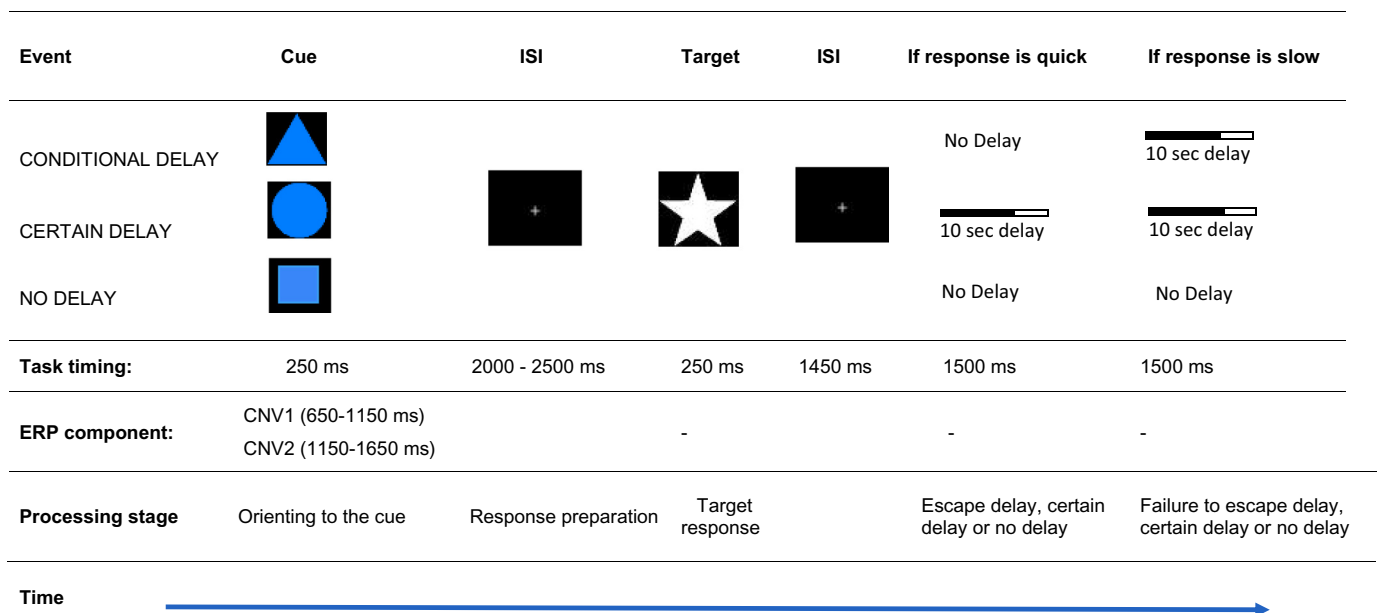 Event Cue ISI Target ISI If response is quick If response is slow
CONDITIONAL DELAY No Delay 10 sec delay
CERTAIN DELAY 10 sec delay 10 sec delay
NO DELAY No Delay No Delay
Task timing: 250 ms 2000 - 2500 ms 250 ms 1450 ms 1500 ms 1500 ms
ERP component: CNV1 (650-1150 ms)
CNV2 (1150-1650 ms) - - -
Processing stage Orienting to the cue Response preparation Target
response Escape delay, certain
delay or no delay Failure to escape delay,
certain delay or no delay
Time